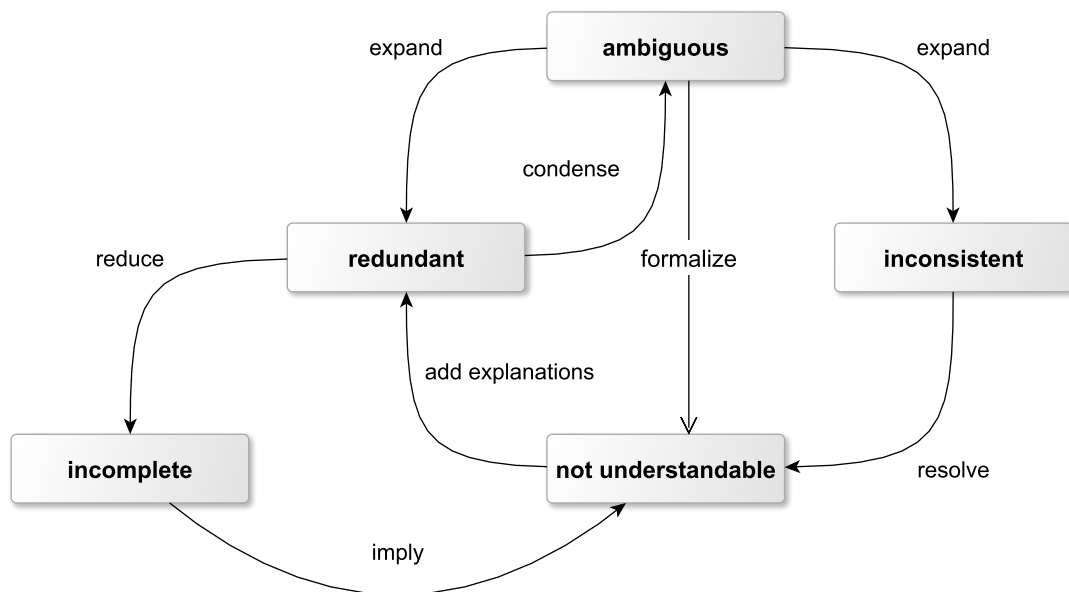 expand
ambiguous
expand
condense
reduce
redundant
formalize
inconsistent
add explanations
incomplete
not understandable
resolve
imply